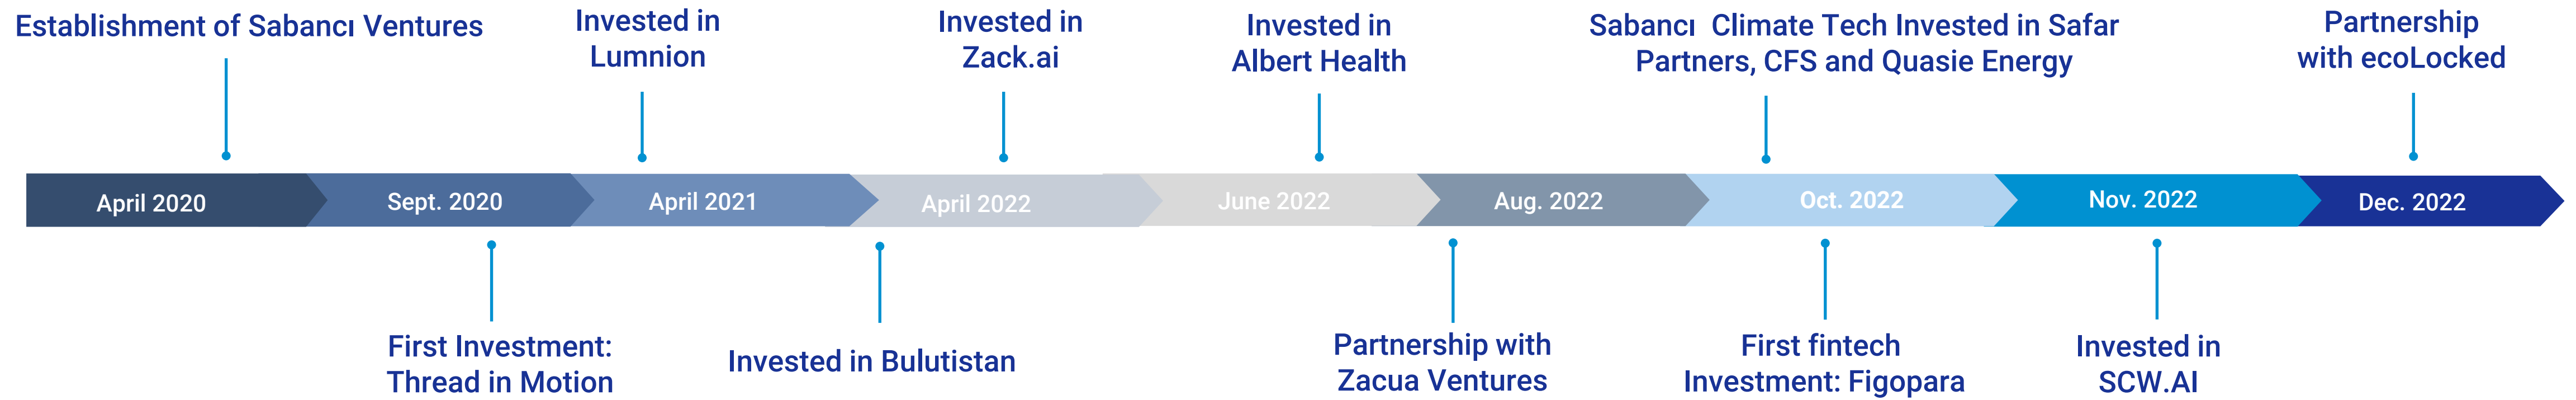 Establishment of Sabancı Ventures
Invested in
Lumnion
Invested in
Zack.ai
Invested in
Albert Health
Sabancı Climate Tech Invested in Safar
Partners, CFS and Quasie Energy
Partnership
with ecoLocked
April 2020
Sept. 2020
April 2021
April 2022
June 2022
Aug. 2022
Oct. 2022
Nov. 2022
Dec. 2022
First Investment:
Thread in Motion
Invested in Bulutistan
Partnership with
Zacua Ventures
First fintech
Investment: Figopara
Invested in
SCW.AI